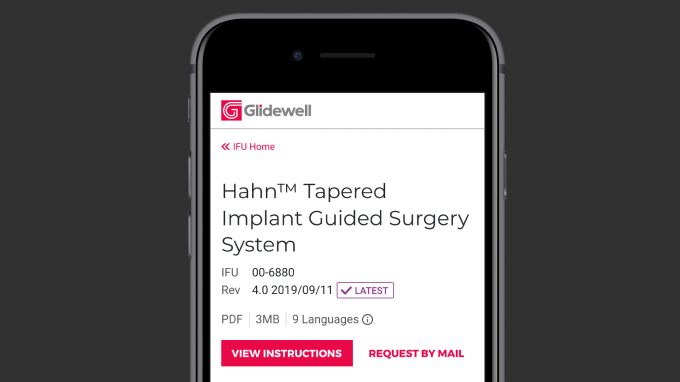 Glidewell
IFU Home
Hahn™ Tapered
Implant Guided Surgery
System
IFU 00-6880
Rev 4.0 2019/09/11 LATEST
PDF 3MB 9 Languages
VIEW INSTRUCTIONS REQUEST BY MAIL